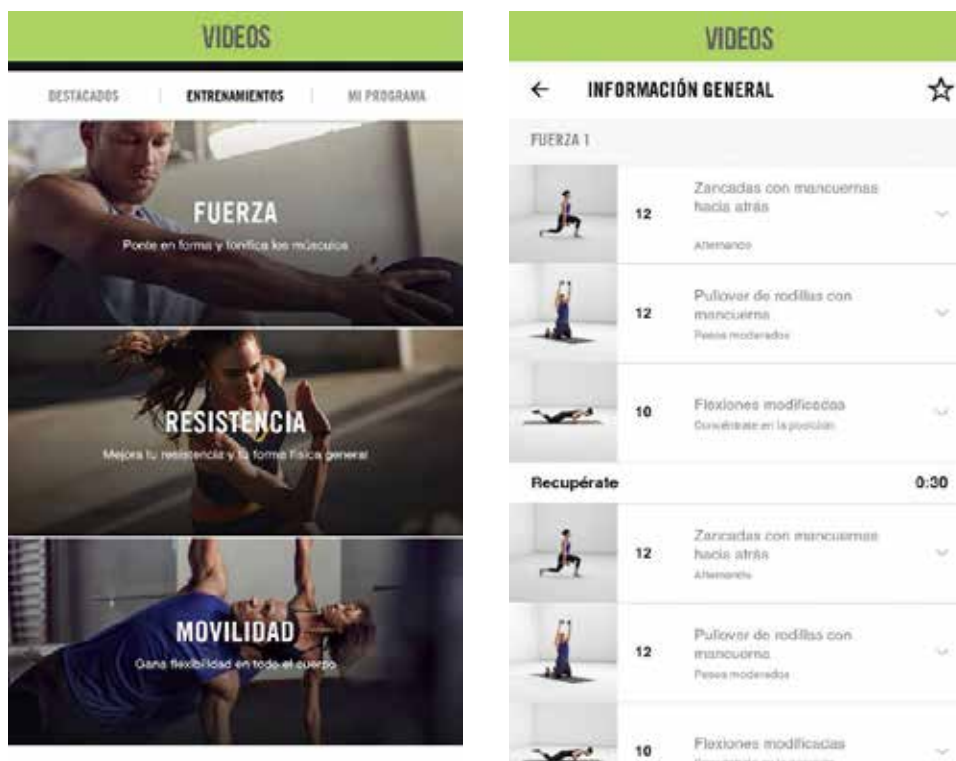 VIDEOS
DESTACADOS
ENTRENAMIENTOS
MI PROGRAMA
FUERZA
Ponte en forma y tonifica los músculos
RESISTENCIA
Mejora tu resistencia y tu forma física general
MOVILIDAD
Gana flexibilidad en todo el cuerpo
VIDEOS
INFORMACIÓN GENERAL
FUERZA 1
12
Zancadas con mancuernas
hacia atrás
Alternando
12
Pullover de rodillas con
mancuerna
Pesos moderados
10
Flexiones modificadas
Concéntrate en la posición
Recupérate
0:30
12
Zancadas con mancuernas
hacia atrás
Alternando
12
Pullover de rodillas con
mancuerna
Pesos moderados
10
Flexiones modificadas